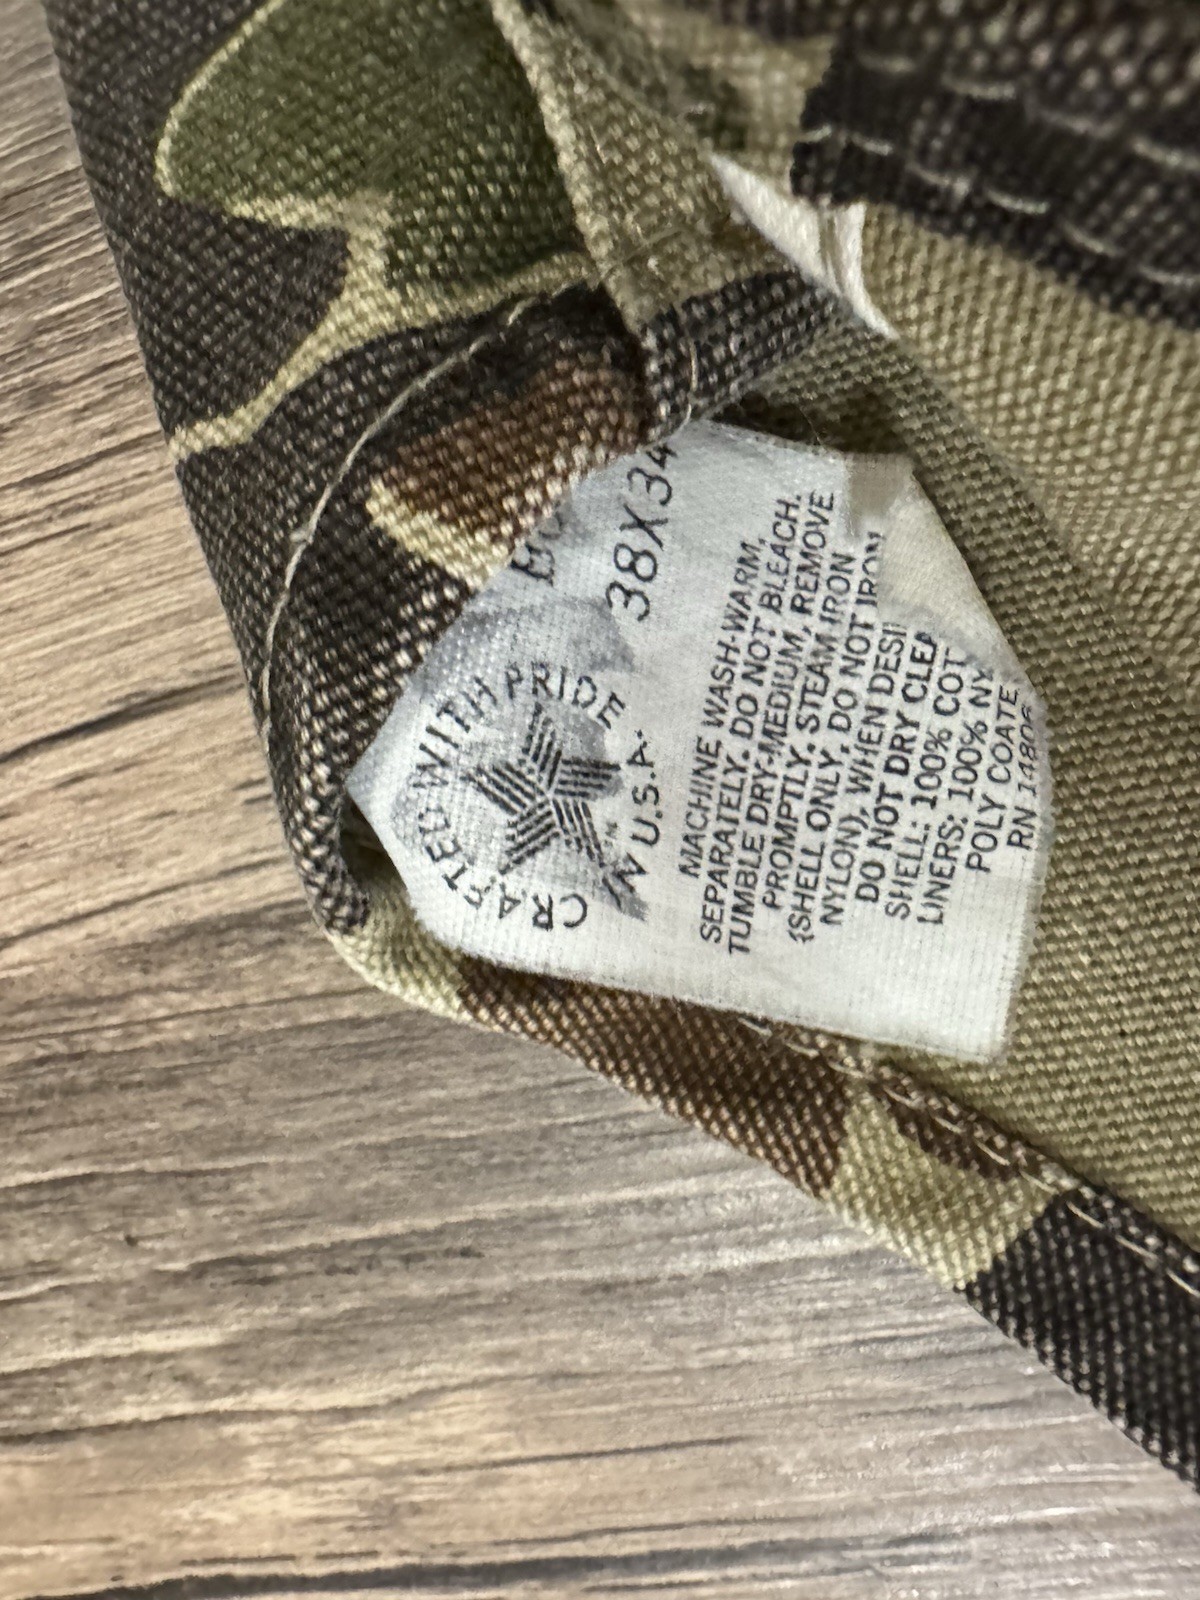 38X34
CRAFTED WITH PRIDE
IN U.S.A.
MACHINE WASH-WARM,
SEPARATELY. DO NOT BLEACH.
TUMBLE DRY-MEDIUM, REMOVE
PROMPTLY. STEAM IRON
(SHELL ONLY, DO NOT IRON
NYLON), WHEN DESI
DO NOT DRY CLEA
SHELL: 100% COT
LINERS: 100% NY
POLY COATE
RN 14806